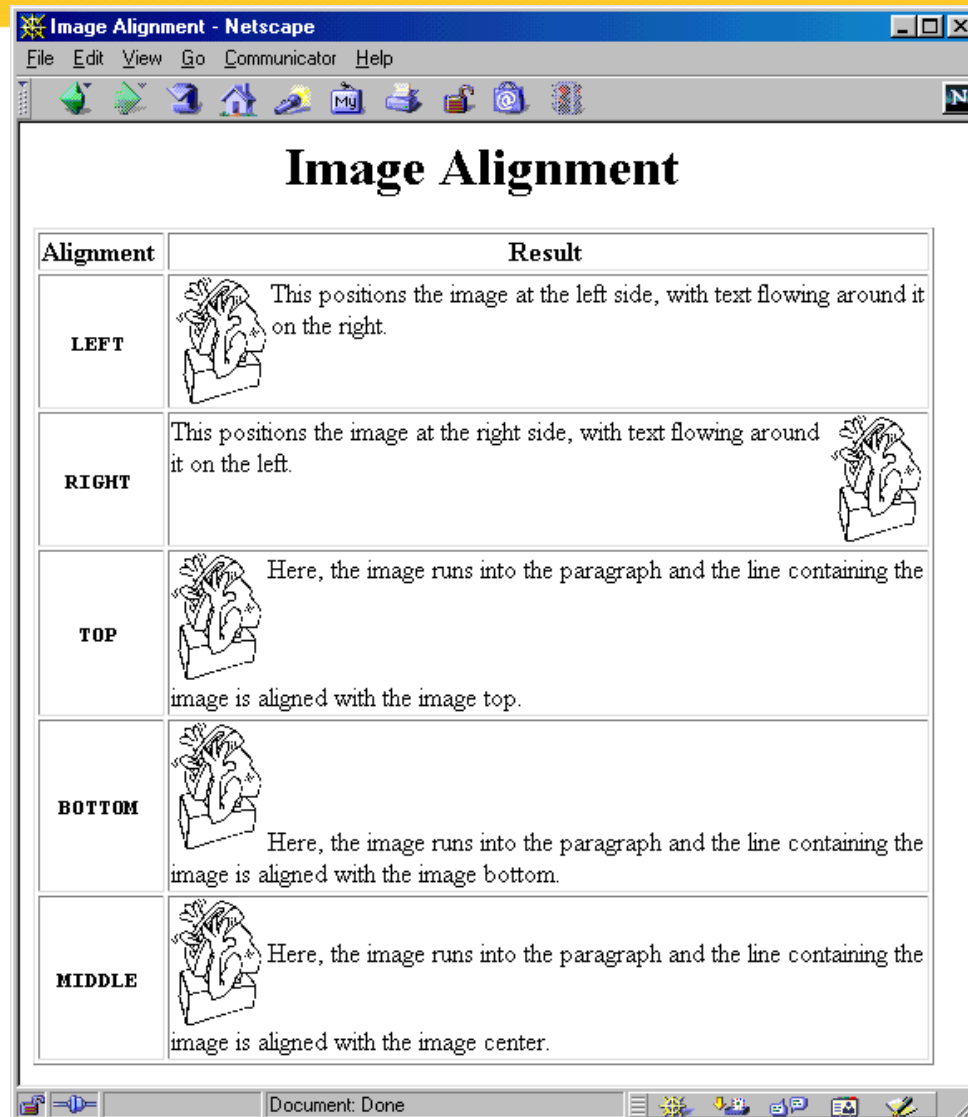 Image Alignment - Netscape
File Edit View Go Communicator Help
My
N
Image Alignment
Alignment Result
LEFT
This positions the image at the left side, with text flowing around it
on the right.
RIGHT
This positions the image at the right side, with text flowing around
it on the left.
TOP
Here, the image runs into the paragraph and the line containing the
image is aligned with the image top.
BOTTOM
Here, the image runs into the paragraph and the line containing the
image is aligned with the image bottom.
MIDDLE
Here, the image runs into the paragraph and the line containing the
image is aligned with the image center.
Document: Done